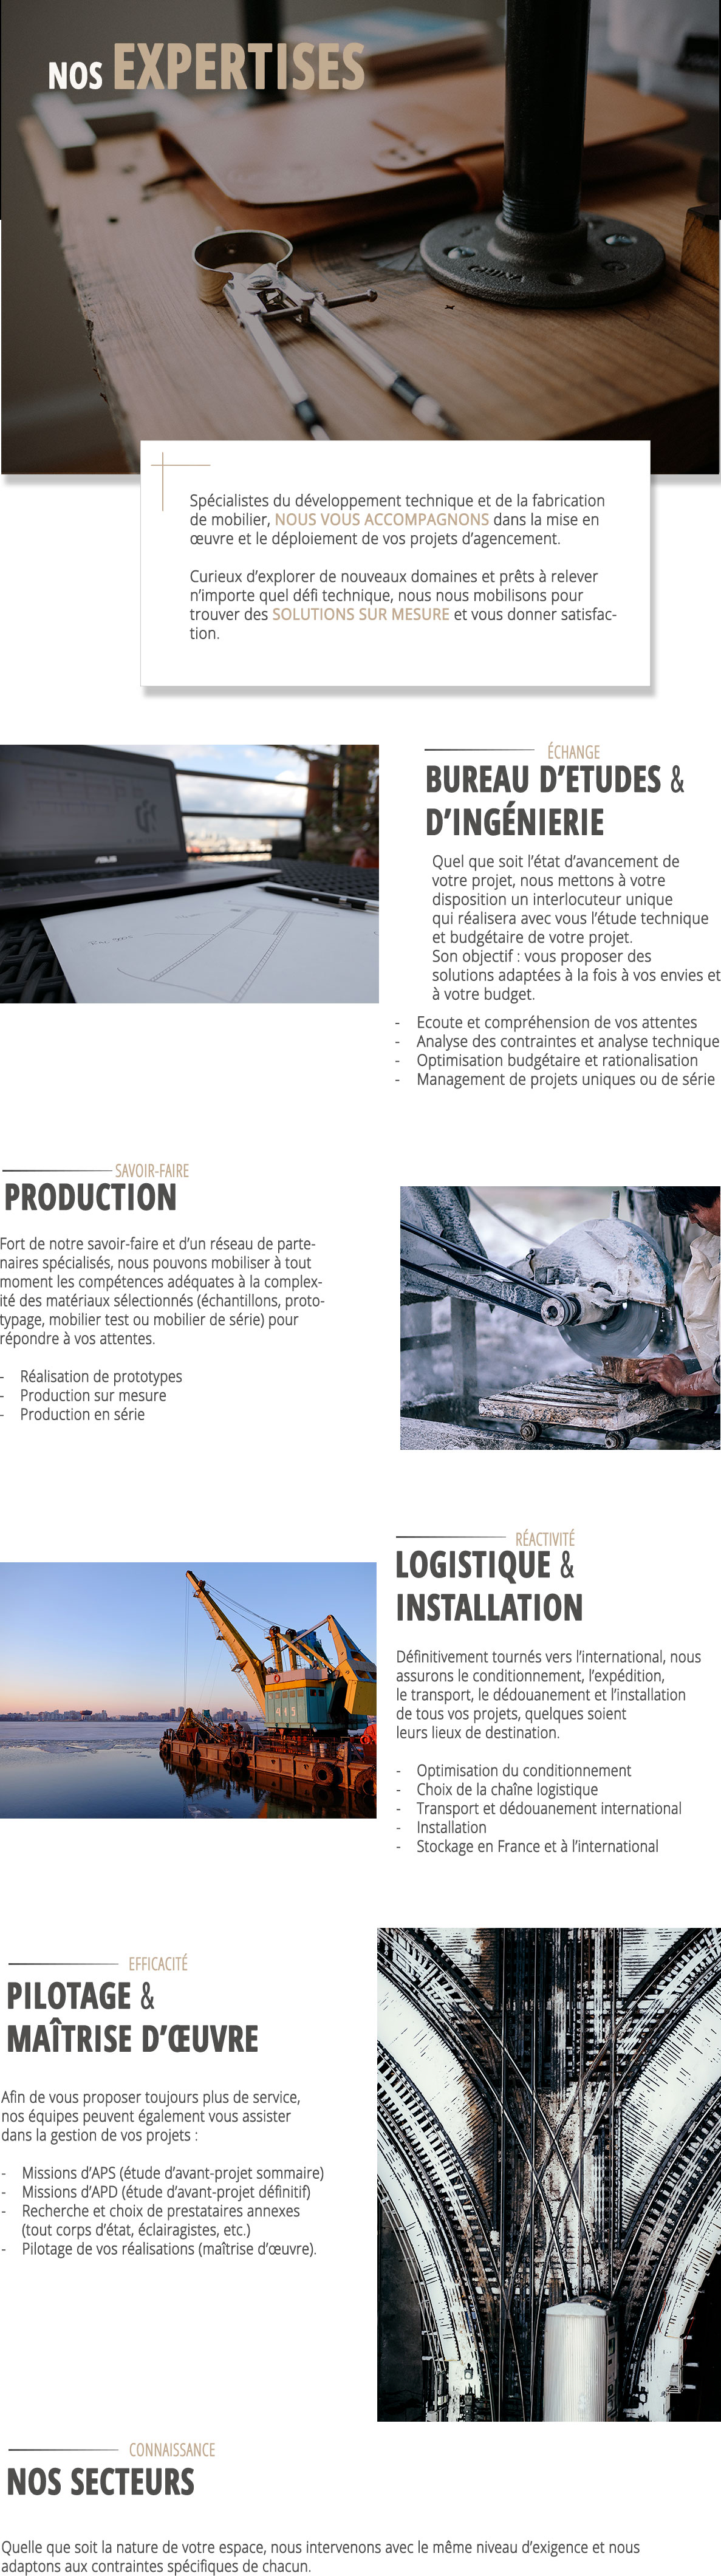 NOS EXPERTISES
CHINA
Spécialistes du développement technique et de la fabrication
de mobilier, NOUS VOUS ACCOMPAGNONS dans la mise en
œuvre et le déploiement de vos projets d’agencement.
Curieux d’explorer de nouveaux domaines et prêts à relever
n’importe quel défi technique, nous nous mobilisons pour
trouver des SOLUTIONS SUR MESURE et vous donner satisfac-
tion.
ASUS
ÉCHANGE
BUREAU D’ETUDES &
D’INGÉNIERIE
Quel que soit l’état d’avancement de
votre projet, nous mettons à votre
disposition un interlocuteur unique
qui réalisera avec vous l’étude technique
et budgétaire de votre projet.
Son objectif : vous proposer des
solutions adaptées à la fois à vos envies et
à votre budget.
- Ecoute et compréhension de vos attentes
- Analyse des contraintes et analyse technique
- Optimisation budgétaire et rationalisation
- Management de projets uniques ou de série
SAVOIR-FAIRE
PRODUCTION
Fort de notre savoir-faire et d’un réseau de parte-
naires spécialisés, nous pouvons mobiliser à tout
moment les compétences adéquates à la complex-
ité des matériaux sélectionnés (échantillons, proto-
typage, mobilier test ou mobilier de série) pour
répondre à vos attentes.
- Réalisation de prototypes
- Production sur mesure
- Production en série
RÉACTIVITÉ
LOGISTIQUE &
INSTALLATION
Définitivement tournés vers l’international, nous
assurons le conditionnement, l’expédition,
le transport, le dédouanement et l’installation
de tous vos projets, quelques soient
leurs lieux de destination.
- Optimisation du conditionnement
- Choix de la chaîne logistique
- Transport et dédouanement international
- Installation
- Stockage en France et à l’international
EFFICACITÉ
PILOTAGE &
MAÎTRISE D’ŒUVRE
Afin de vous proposer toujours plus de service,
nos équipes peuvent également vous assister
dans la gestion de vos projets :
- Missions d’APS (étude d’avant-projet sommaire)
- Missions d’APD (étude d’avant-projet définitif)
- Recherche et choix de prestataires annexes
(tout corps d’état, éclairagistes, etc.)
- Pilotage de vos réalisations (maîtrise d’œuvre).
CONNAISSANCE
NOS SECTEURS
Quelle que soit la nature de votre espace, nous intervenons avec le même niveau d’exigence et nous
adaptons aux contraintes spécifiques de chacun.